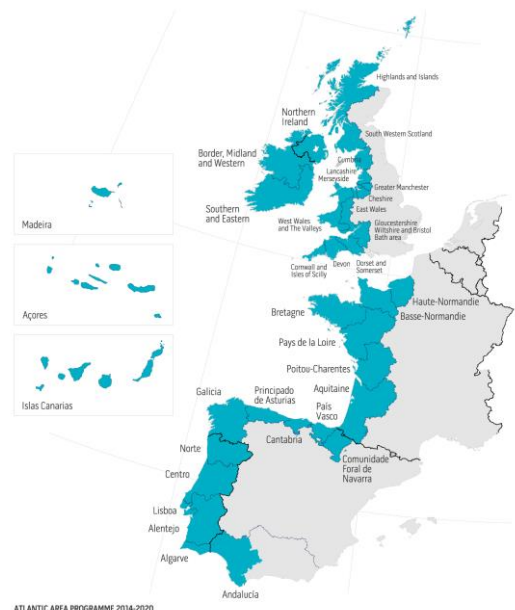 Highlands and Islands
Northern
Ireland
South Western Scotland
Border, Midland
and Western
Cumbria
Lancashire
Merseyside
Greater Manchester
Cheshire
East Wales
Southern
and Eastern
West Wales
and The Valleys
Gloucestershire
Wiltshire and Bristol
Bath area
Cornwall and
Isles of Scilly
Devon
Dorset and
Somerset
Madeira
Açores
Islas Canarias
Haute-Normandie
Basse-Normandie
Bretagne
Pays de la Loire
Poitou-Charentes
Aquitaine
Galicia
Principado
de Asturias
País
Vasco
Cantabria
Comunidade
Foral de
Navarra
Norte
Centro
Lisboa
Alentejo
Algarve
Andalucía
ATLANTIC AREA PROGRAMME 2014-2020